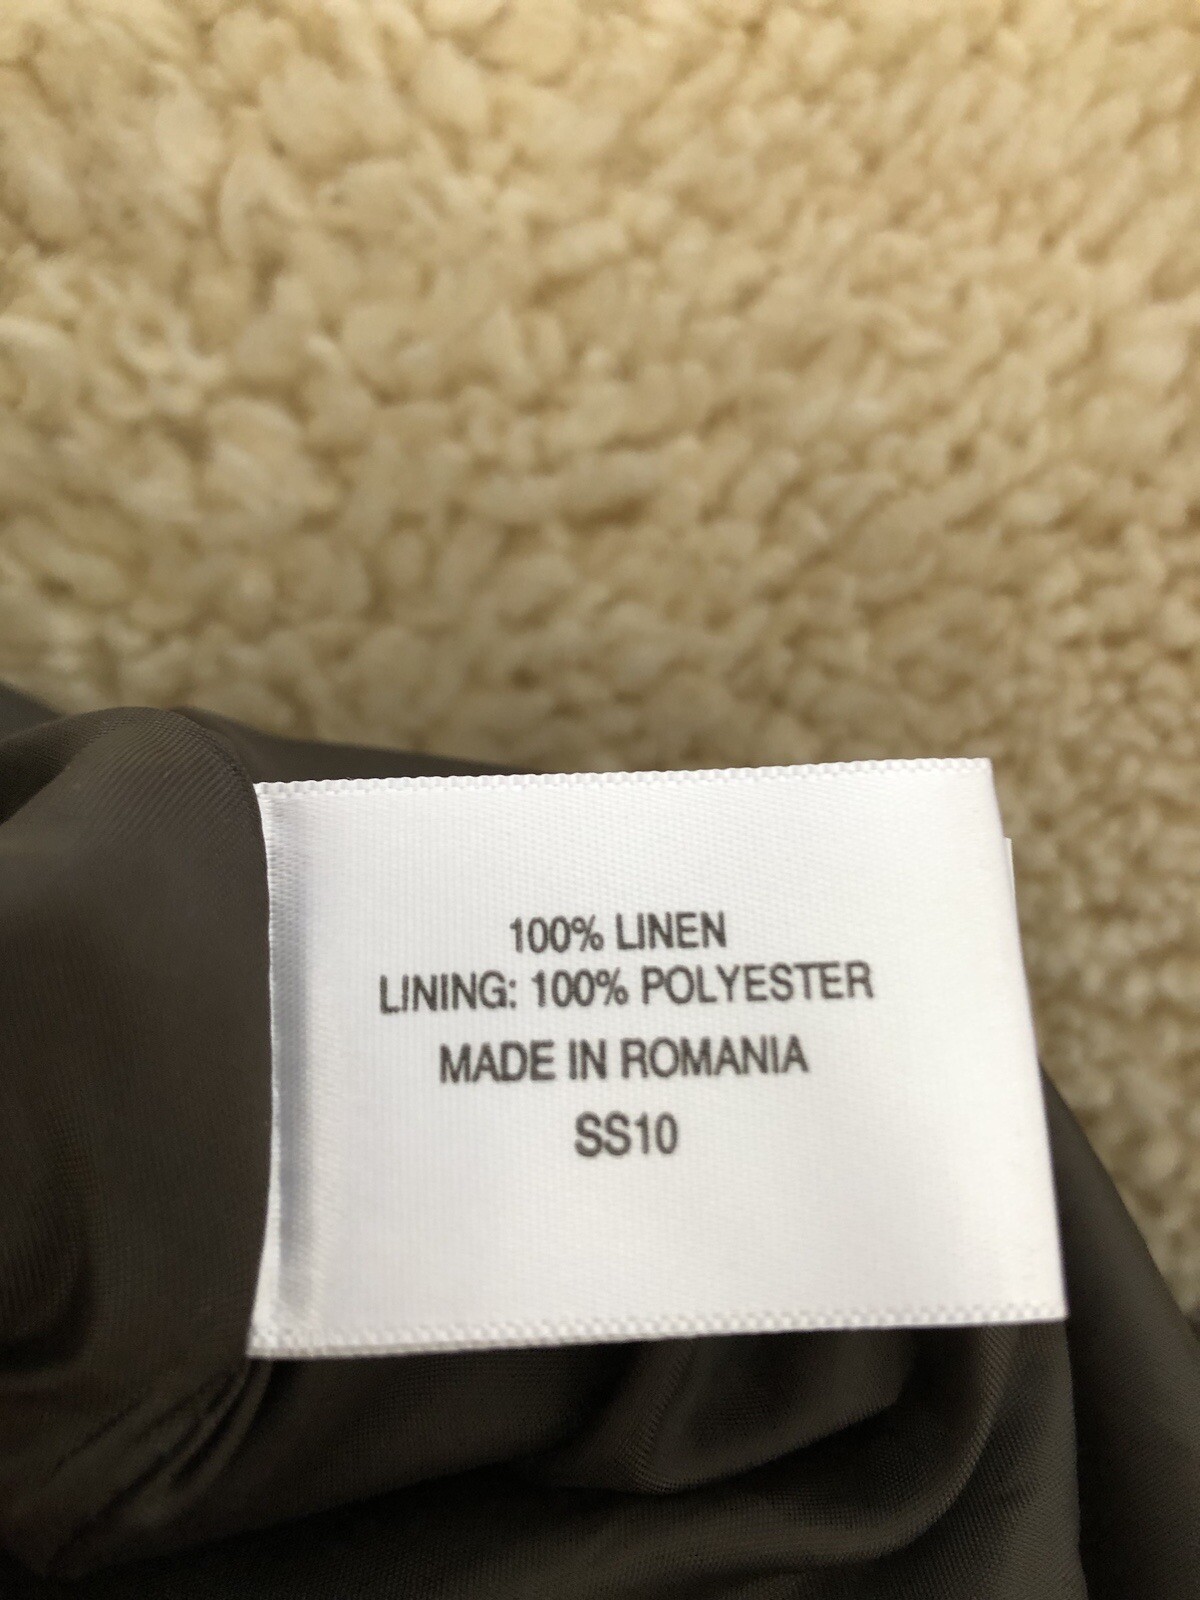 100% LINEN
LINING: 100% POLYESTER
MADE IN ROMANIA
SS10